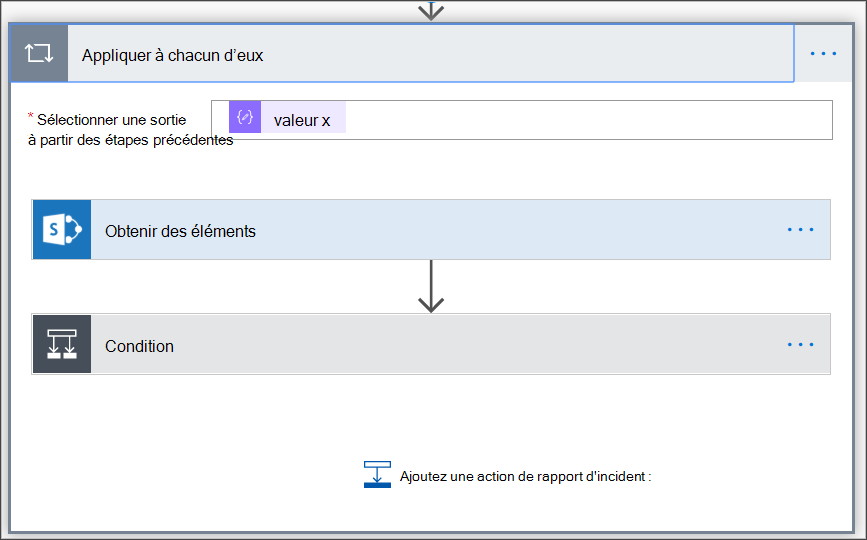 Appliquer à chacun d’eux
* Sélectionner une sortie
à partir des étapes précédentes
valeur x
S
Obtenir des éléments
Condition
Ajoutez une action de rapport d'incident :